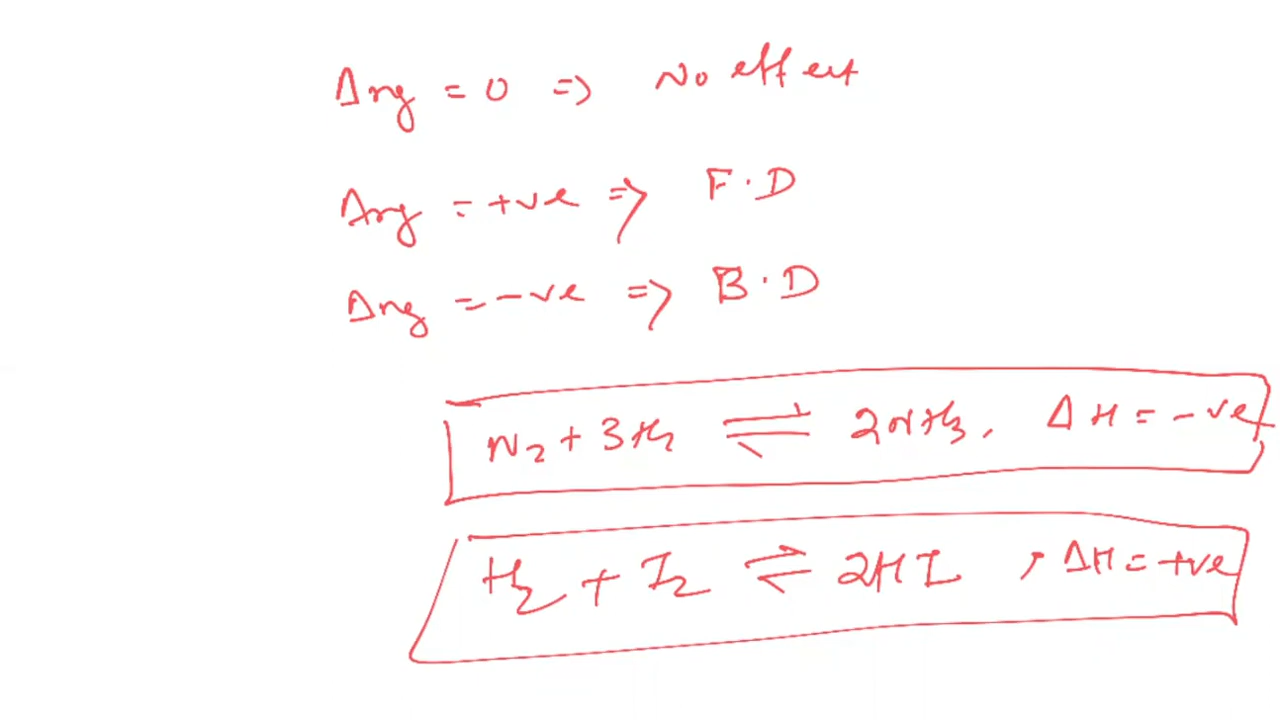 Δng = 0 => No effect
Δng = +ve => F.D
Δng = -ve => B.D
N2 + 3H2 ⇌ 2NH3, ΔH = -ve
H2 + I2 ⇌ 2HI , ΔH = +ve